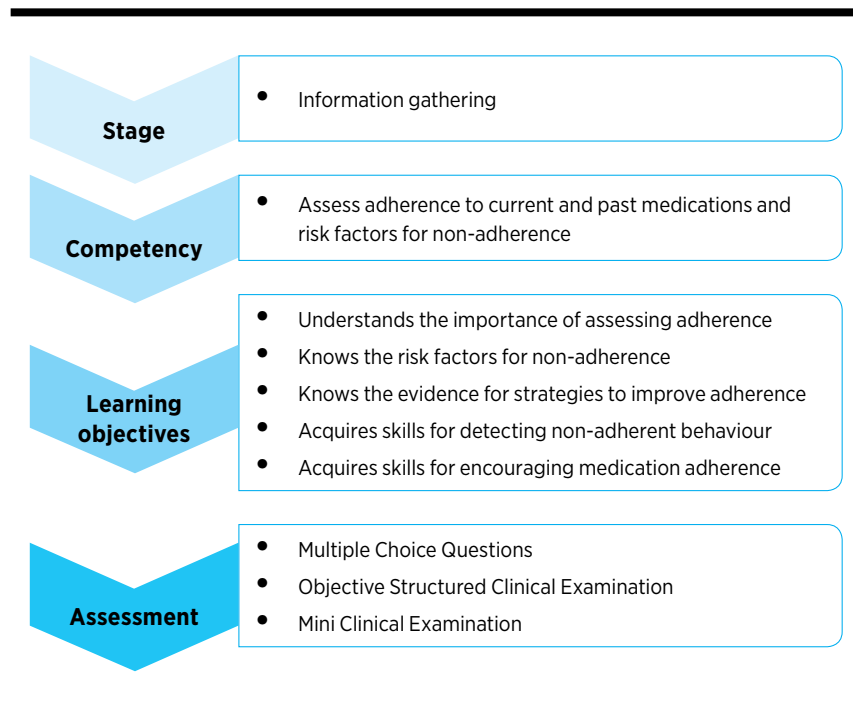 Stage
• Information gathering
Competency
• Assess adherence to current and past medications and
risk factors for non-adherence
Learning
objectives
• Understands the importance of assessing adherence
• Knows the risk factors for non-adherence
• Knows the evidence for strategies to improve adherence
• Acquires skills for detecting non-adherent behaviour
• Acquires skills for encouraging medication adherence
Assessment
• Multiple Choice Questions
• Objective Structured Clinical Examination
• Mini Clinical Examination